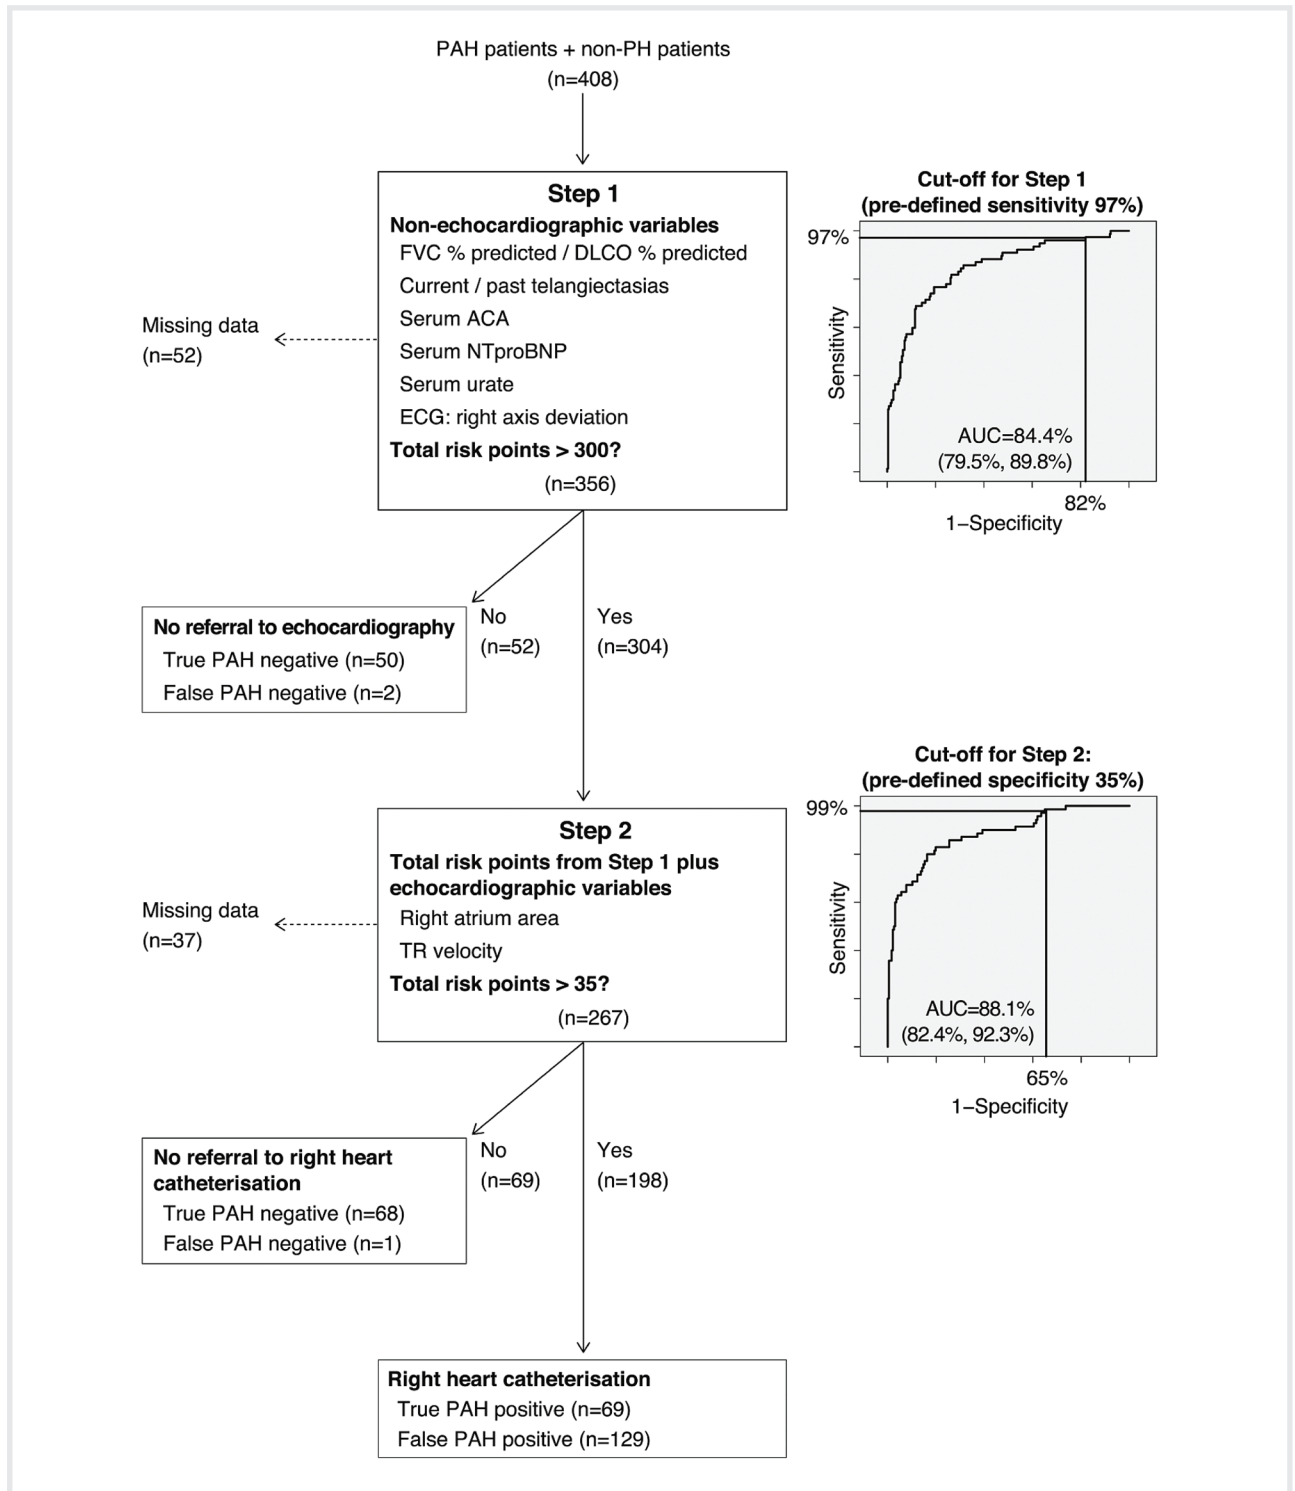 PAH patients + non-PH patients
(n=408)
Step 1
Non-echocardiographic variables
FVC % predicted / DLCO % predicted
Current / past telangiectasias
Serum ACA
Serum NTproBNP
Serum urate
ECG: right axis deviation
Total risk points > 300?
(n=356)
Missing data
(n=52)
Cut-off for Step 1
(pre-defined sensitivity 97%)
97%
Sensitivity
AUC=84.4%
(79.5%, 89.8%)
82%
1–Specificity
No
(n=52)
Yes
(n=304)
No referral to echocardiography
True PAH negative (n=50)
False PAH negative (n=2)
Step 2
Total risk points from Step 1 plus
echocardiographic variables
Right atrium area
TR velocity
Total risk points > 35?
(n=267)
Missing data
(n=37)
Cut-off for Step 2:
(pre-defined specificity 35%)
99%
Sensitivity
AUC=88.1%
(82.4%, 92.3%)
65%
1–Specificity
No
(n=69)
Yes
(n=198)
No referral to right heart
catheterisation
True PAH negative (n=68)
False PAH negative (n=1)
Right heart catheterisation
True PAH positive (n=69)
False PAH positive (n=129)